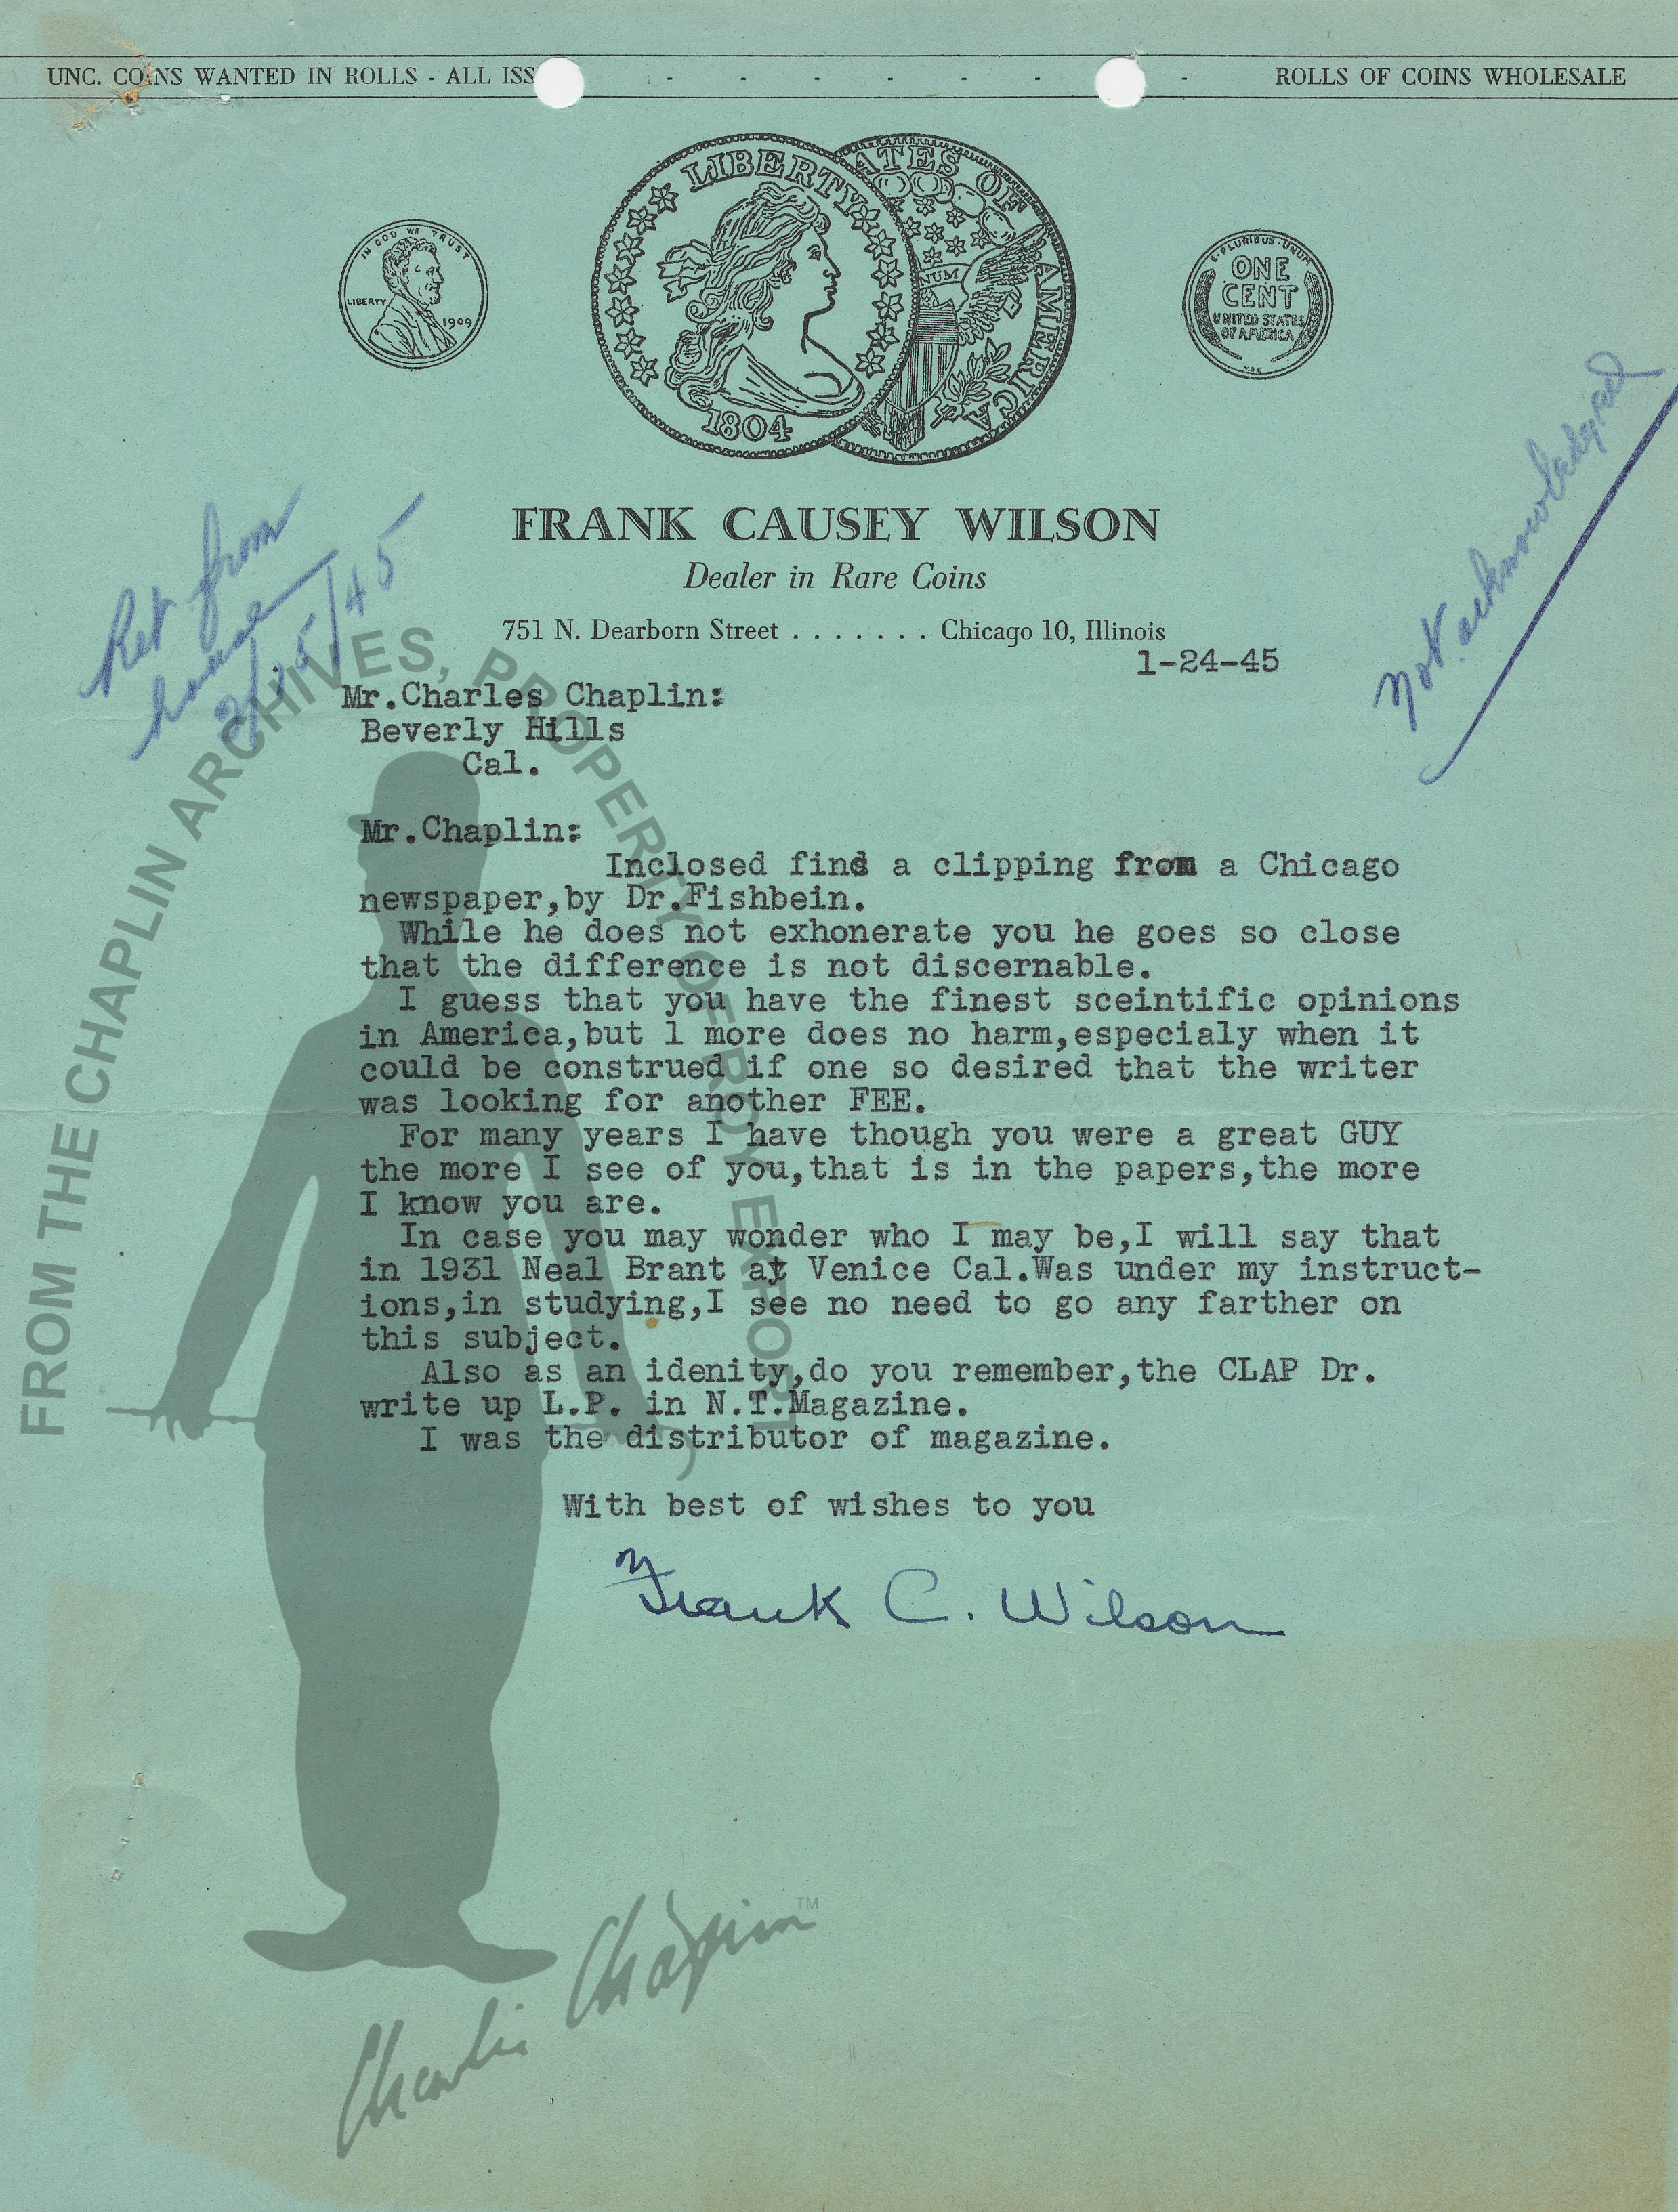 UNC. COINS WANTED IN ROLLS - ALL ISS - - - - - - - ROLLS OF COINS WHOLESALE
IN GOD WE TRUST
LIBERTY
1909
LIBERTY
1804
ATES OF AMERICA
NUM
E·PLURIBUS·UNUM
ONE
CENT
UNITED STATES
OF AMERICA
FRANK CAUSEY WILSON
Dealer in Rare Coins
751 N. Dearborn Street . . . . . . . Chicago 10, Illinois
1-24-45
Ret from
house
2/15/45
Not acknowledged
Mr.Charles Chaplin:
Beverly Hills
Cal.
Mr.Chaplin:
Inclosed find a clipping from a Chicago
newspaper,by Dr.Fishbein.
While he does not exhonerate you he goes so close
that the difference is not discernable.
I guess that you have the finest sceintific opinions
in America,but 1 more does no harm,especialy when it
could be construed if one so desired that the writer
was looking for another FEE.
For many years I have though you were a great GUY
the more I see of you,that is in the papers,the more
I know you are.
In case you may wonder who I may be,I will say that
in 1931 Neal Brant at Venice Cal.Was under my instruct-
ions,in studying,I see no need to go any farther on
this subject.
Also as an idenity,do you remember,the CLAP Dr.
write up L.P. in N.T.Magazine.
I was the distributor of magazine.
With best of wishes to you
Frank C. Wilson
FROM THE CHAPLIN ARCHIVES, PROPERTY OF ROY EXPORT
Charlie Chaplin TM